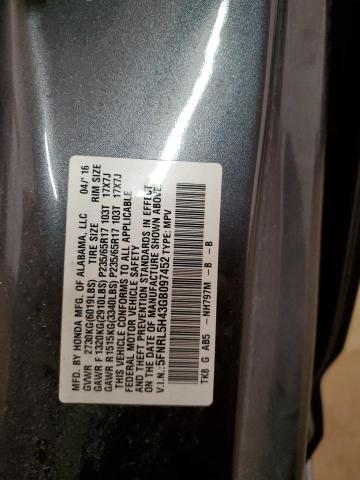 MFD. BY HONDA MFG. OF ALABAMA, LLC 04/'16
GVWR 2730KG(6019LBS) TIRE SIZE RIM SIZE
GAWR F 1320KG(2910LBS) P235/65R17 103T 17X7J
GAWR R 1515KG(3340LBS) P235/65R17 103T 17X7J
THIS VEHICLE CONFORMS TO ALL APPLICABLE
FEDERAL MOTOR VEHICLE SAFETY
AND THEFT PREVENTION STANDARDS IN EFFECT
ON THE DATE OF MANUFACTURE SHOWN ABOVE.
V.I.N.:5FNRL5H43GB097452 TYPE: MPV
TK8 G AB5 -NH797M -B -B